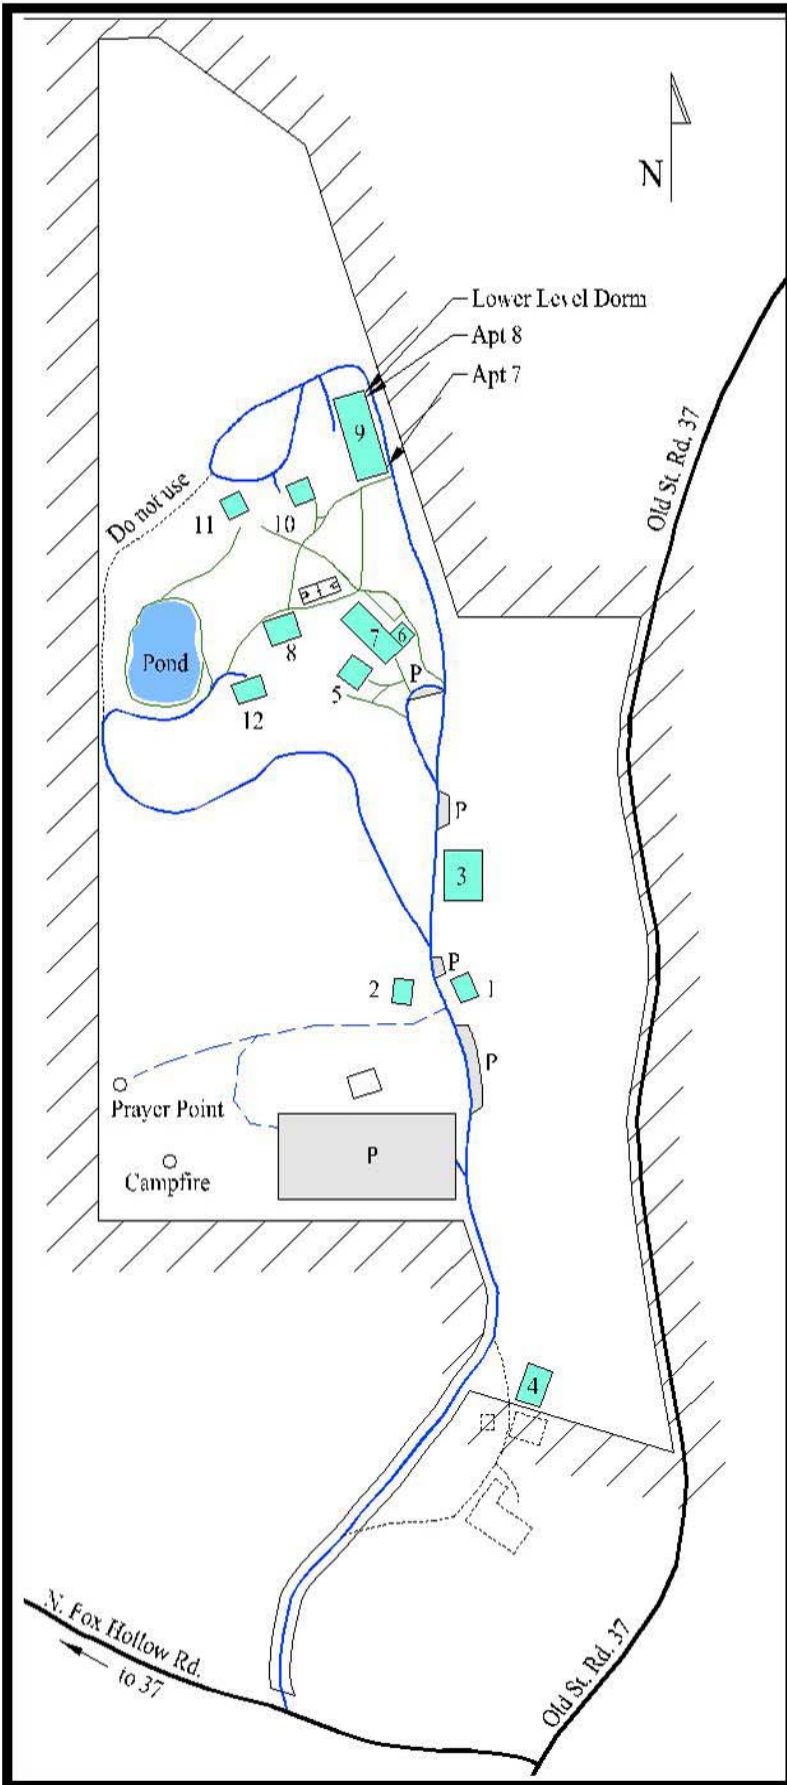 N
Lower Level Dorm
Apt 8
Apt 7
Old St. Rd. 37
9
Do not use
11
10
7
6
8
Pond
5
P
12
P
3
P
2
1
P
Prayer Point
P
Campfire
4
N. Fox Hollow Rd.
to 37
Old St. Rd. 37